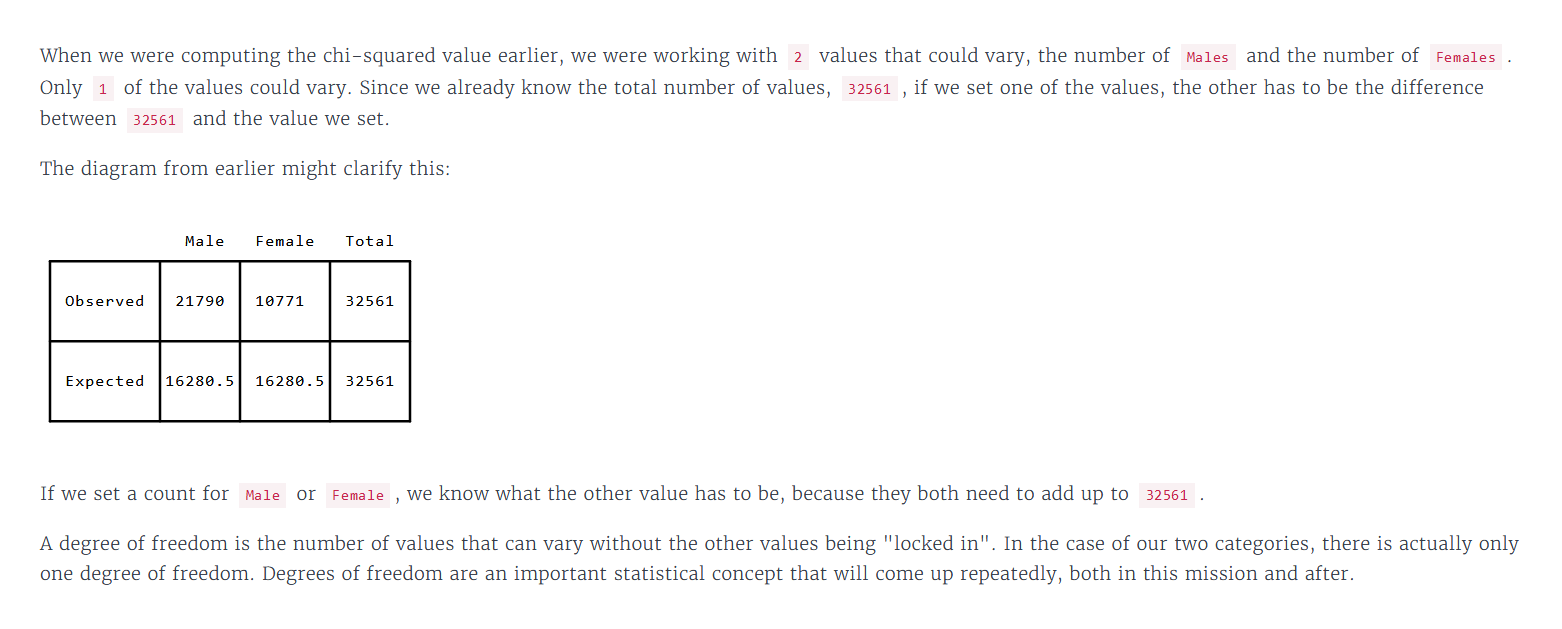 When we were computing the chi-squared value earlier, we were working with 2 values that could vary, the number of Males and the number of Females .
Only 1 of the values could vary. Since we already know the total number of values, 32561 , if we set one of the values, the other has to be the difference
between 32561 and the value we set.
The diagram from earlier might clarify this:
Male Female Total
Observed 21790 10771 32561
Expected 16280.5 16280.5 32561
If we set a count for Male or Female , we know what the other value has to be, because they both need to add up to 32561 .
A degree of freedom is the number of values that can vary without the other values being "locked in". In the case of our two categories, there is actually only
one degree of freedom. Degrees of freedom are an important statistical concept that will come up repeatedly, both in this mission and after.